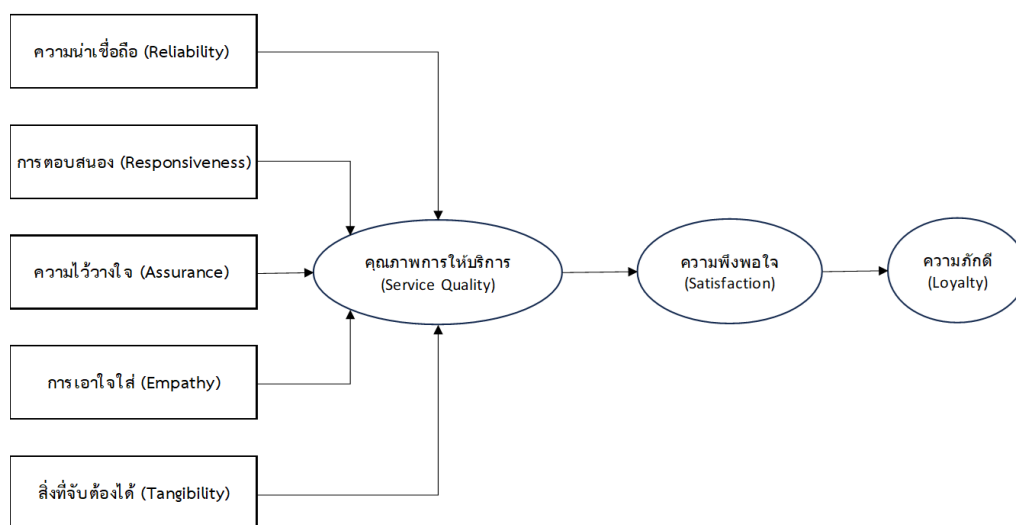 ความน่าเชื่อถือ (Reliability)
การตอบสนอง (Responsiveness)
ความไว้วางใจ (Assurance)
การเอาใจใส่ (Empathy)
สิ่งที่จับต้องได้ (Tangibility)
คุณภาพการให้บริการ
(Service Quality)
ความพึงพอใจ
(Satisfaction)
ความภักดี
(Loyalty)